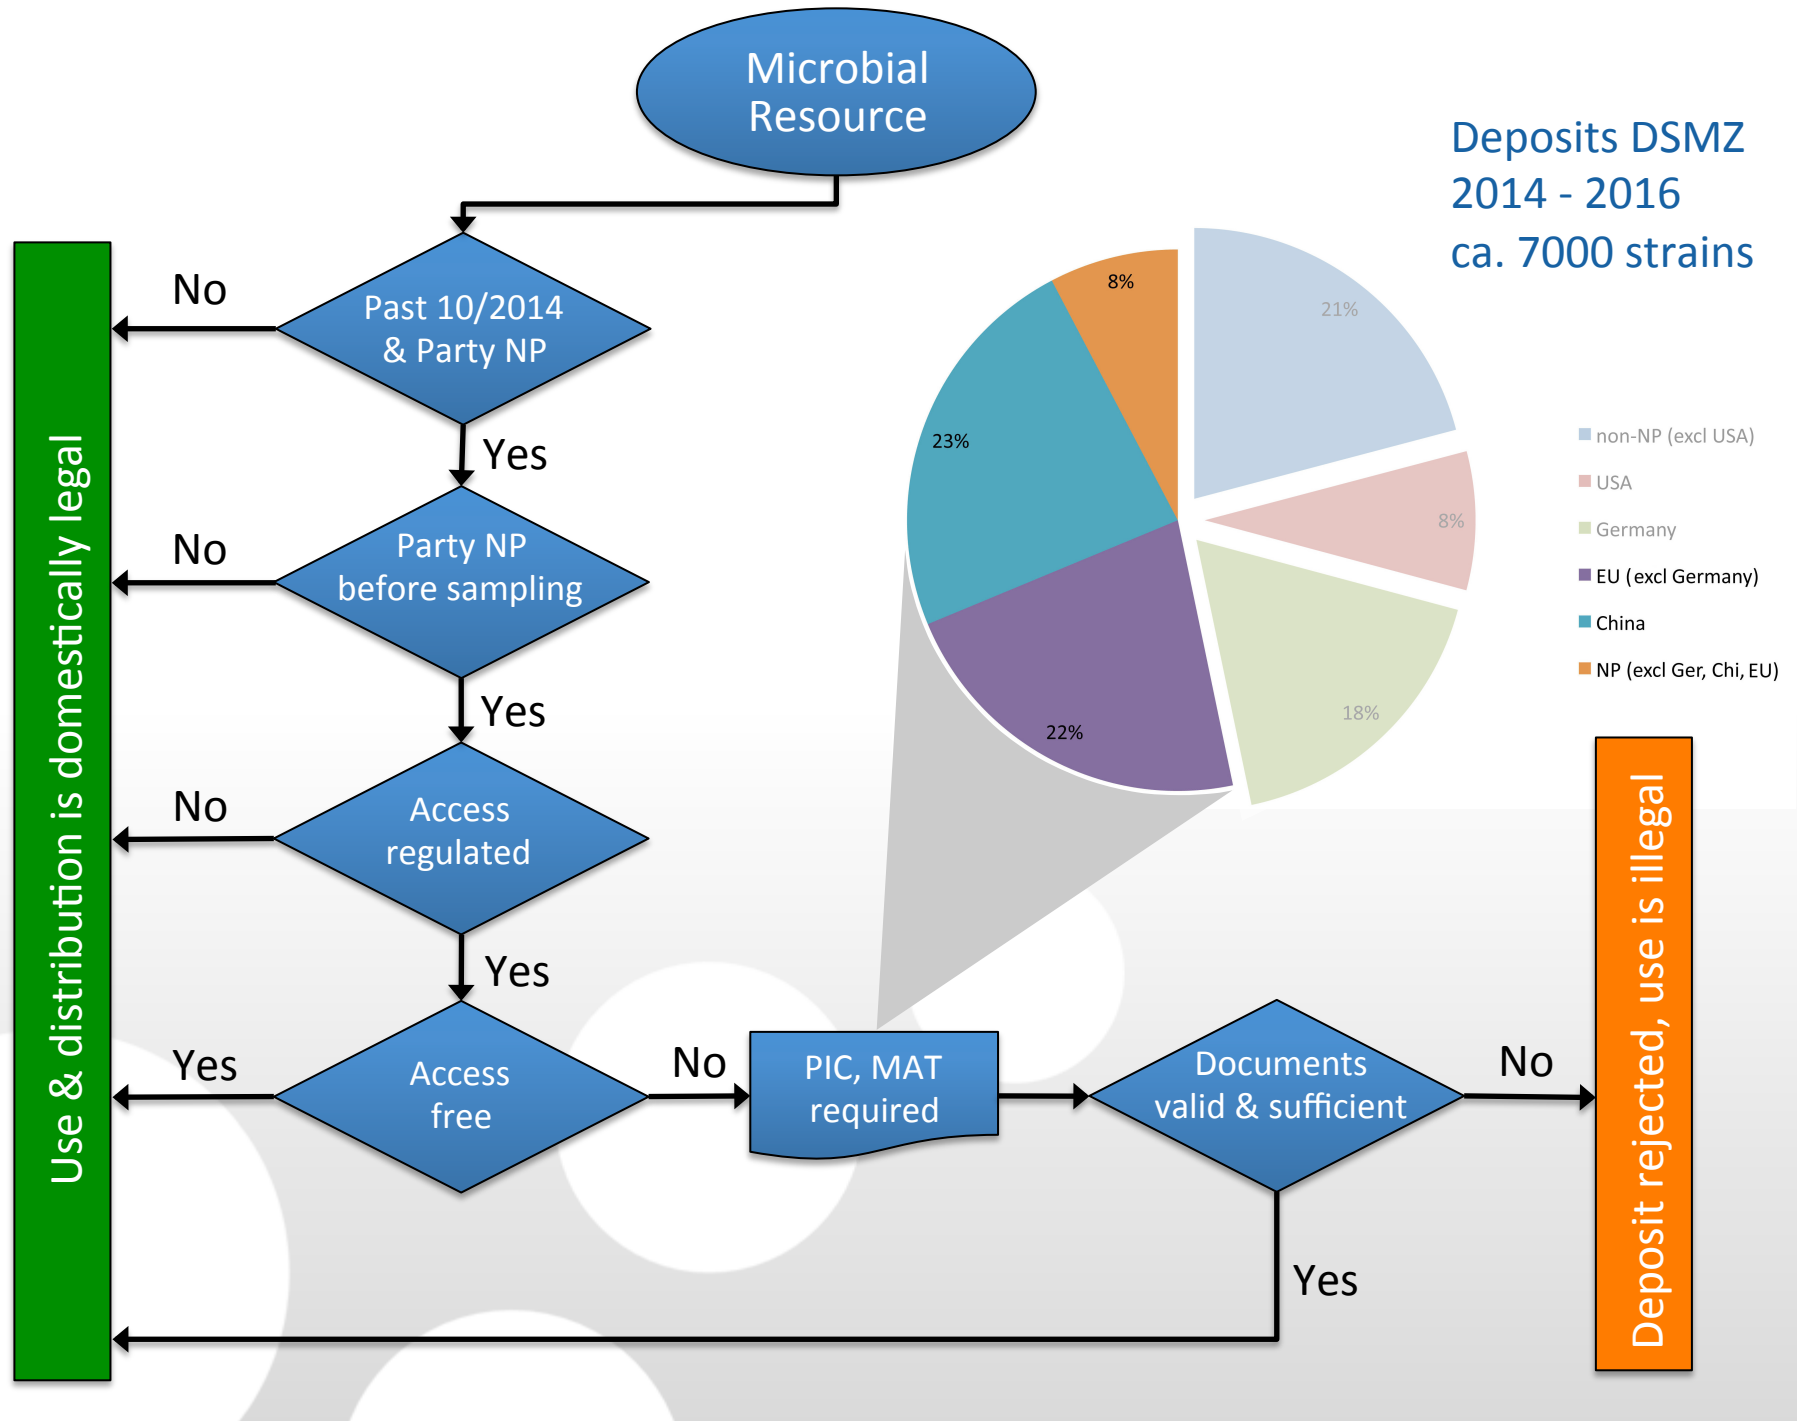 Microbial
Resource
Deposits DSMZ
2014 - 2016
ca. 7000 strains
No
Past 10/2014
& Party NP
Yes
No
Party NP
before sampling
Yes
No
Access
regulated
Yes
Yes
Access
free
No
PIC, MAT
required
Documents
valid & sufficient
No
Yes
Use & distribution is domestically legal
Deposit rejected, use is illegal
8%
21%
23%
8%
22%
18%
non-NP (excl USA)
USA
Germany
EU (excl Germany)
China
NP (excl Ger, Chi, EU)